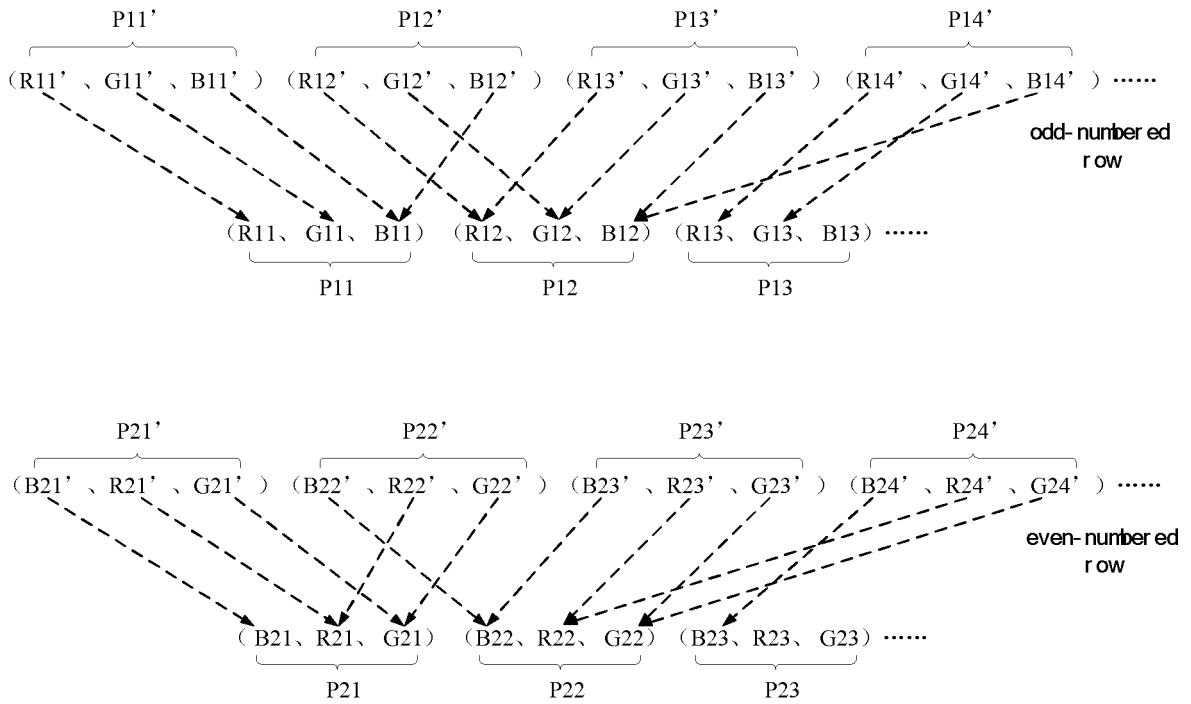 P11’ P12’ P13’ P14’
(R11’、G11’、B11’) (R12’、G12’、B12’) (R13’、G13’、B13’) (R14’、G14’、B14’) ……
odd-numbered
row
(R11、G11、B11) (R12、G12、B12) (R13、G13、B13) ……
P11 P12 P13
P21’ P22’ P23’ P24’
(B21’、R21’、G21’) (B22’、R22’、G22’) (B23’、R23’、G23’) (B24’、R24’、G24’) ……
even-numbered
row
(B21、R21、G21) (B22、R22、G22) (B23、R23、G23) ……
P21 P22 P23